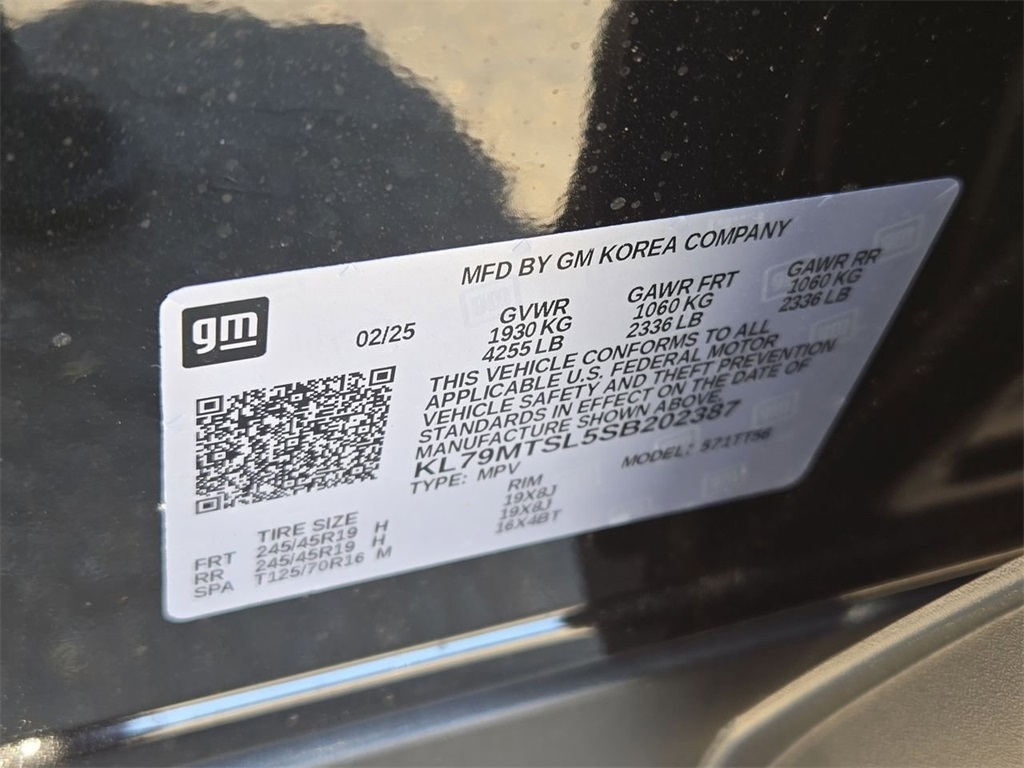 MFD BY GM KOREA COMPANY
gm
02/25
GVWR
1930 KG
4255 LB
GAWR FRT
1060 KG
2336 LB
GAWR RR
1060 KG
2336 LB
THIS VEHICLE CONFORMS TO ALL
APPLICABLE U.S. FEDERAL MOTOR
VEHICLE SAFETY AND THEFT PREVENTION
STANDARDS IN EFFECT ON THE DATE OF
MANUFACTURE SHOWN ABOVE.
KL79MTSL5SB202387
TYPE: MPV MODEL: 571TT56
TIRE SIZE RIM
FRT 245/45R19 H 19X8J
RR 245/45R19 H 19X8J
SPA T125/70R16 M 16X4BT